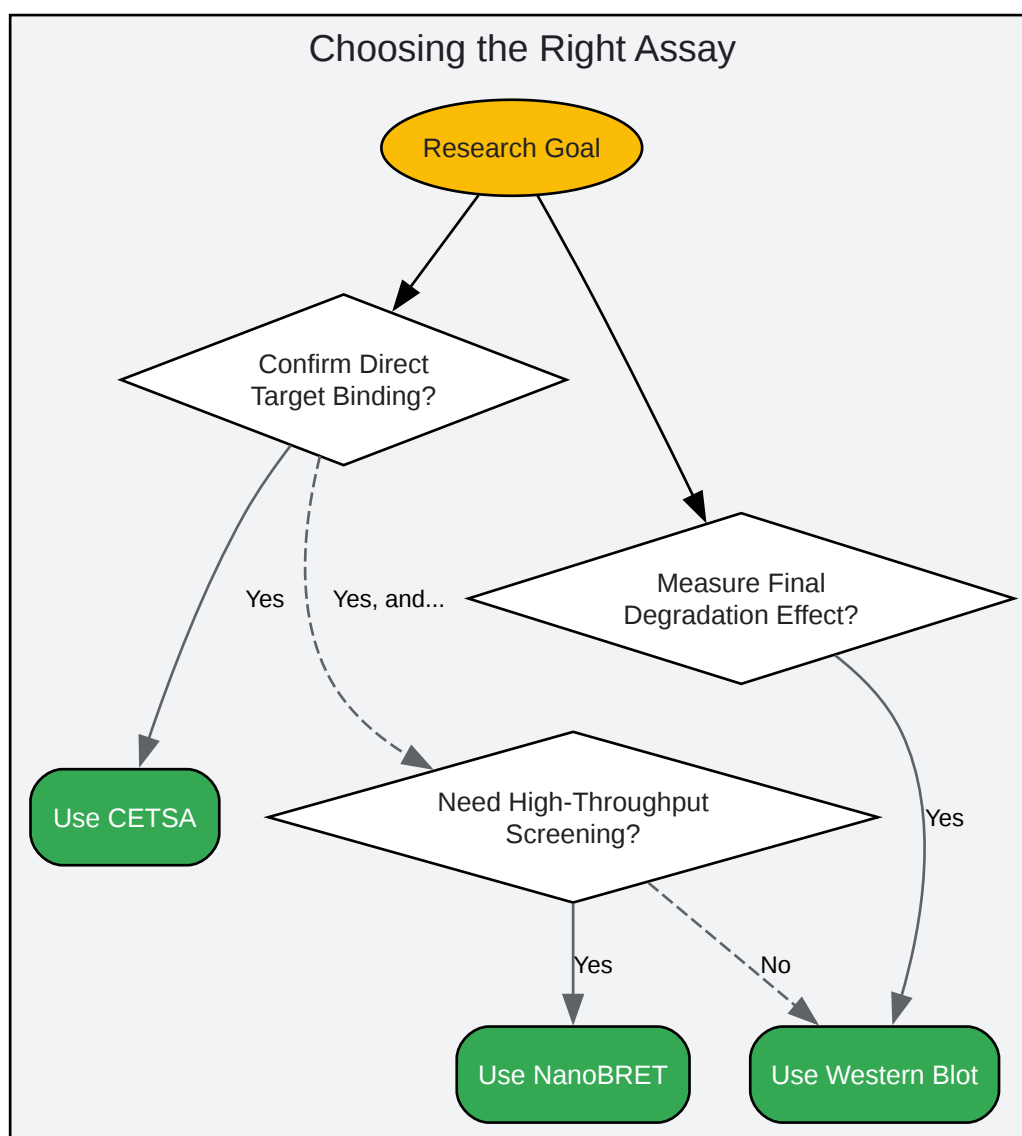 Choosing the Right Assay
Research Goal
Confirm Direct
Target Binding?
Yes
Yes, and...
Measure Final
Degradation Effect?
Use CETSA
Need High-Throughput
Screening?
Yes
Yes
No
Use NanoBRET
Use Western Blot